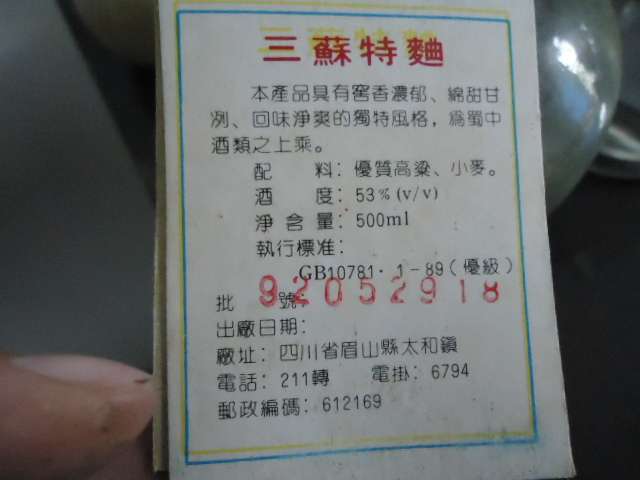 三蘇特麯
本產品具有窖香濃郁、綿甜甘
冽、回味淨爽的獨特風格，爲蜀中
酒類之上乘。
配 料：優質高粱、小麥。
酒 度：53%(v/v)
淨含量：500ml
執行標准：
GB10781·1-89(優級)
批 號：92052918
出廠日期：
廠址：四川省眉山縣太和鎮
電話：211轉 電掛：6794
郵政編碼：612169